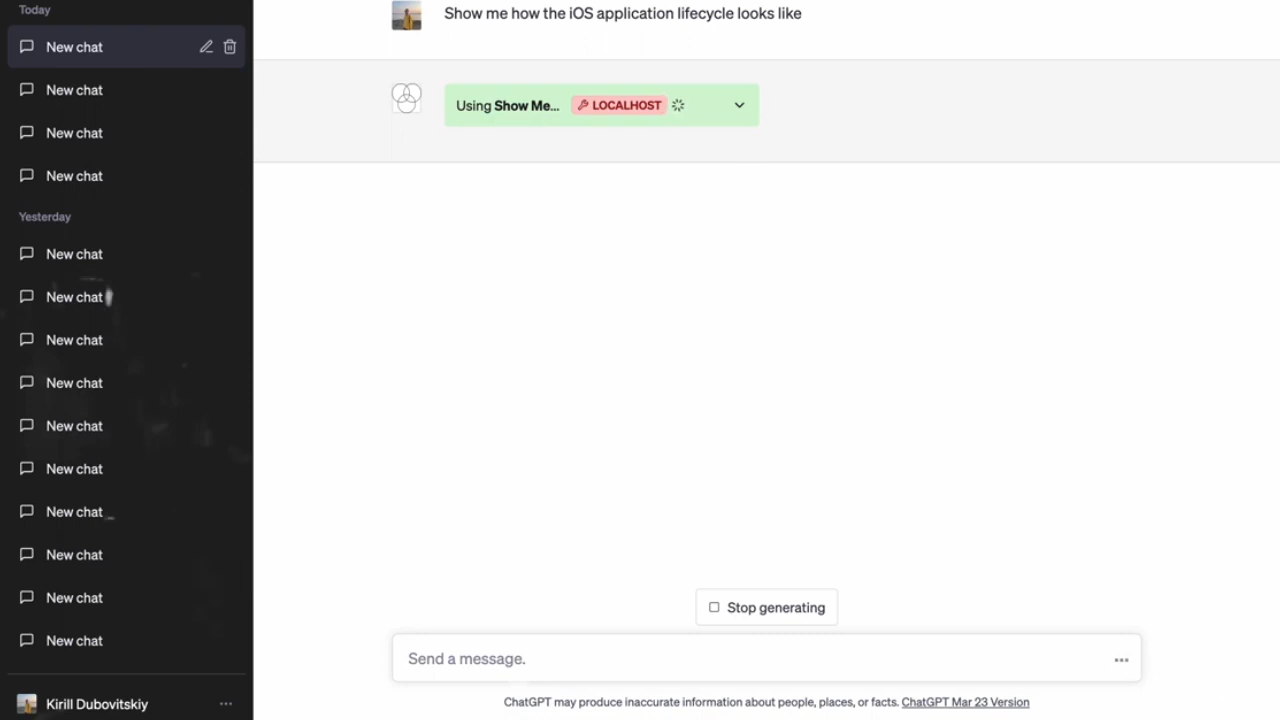 Today
New chat
New chat
New chat
New chat
Yesterday
New chat
New chat
New chat
New chat
New chat
New chat
New chat
New chat
New chat
New chat
Kirill Dubovitskiy
Show me how the iOS application lifecycle looks like
Using Show Me... LOCALHOST
Stop generating
Send a message.
ChatGPT may produce inaccurate information about people, places, or facts. ChatGPT Mar 23 Version